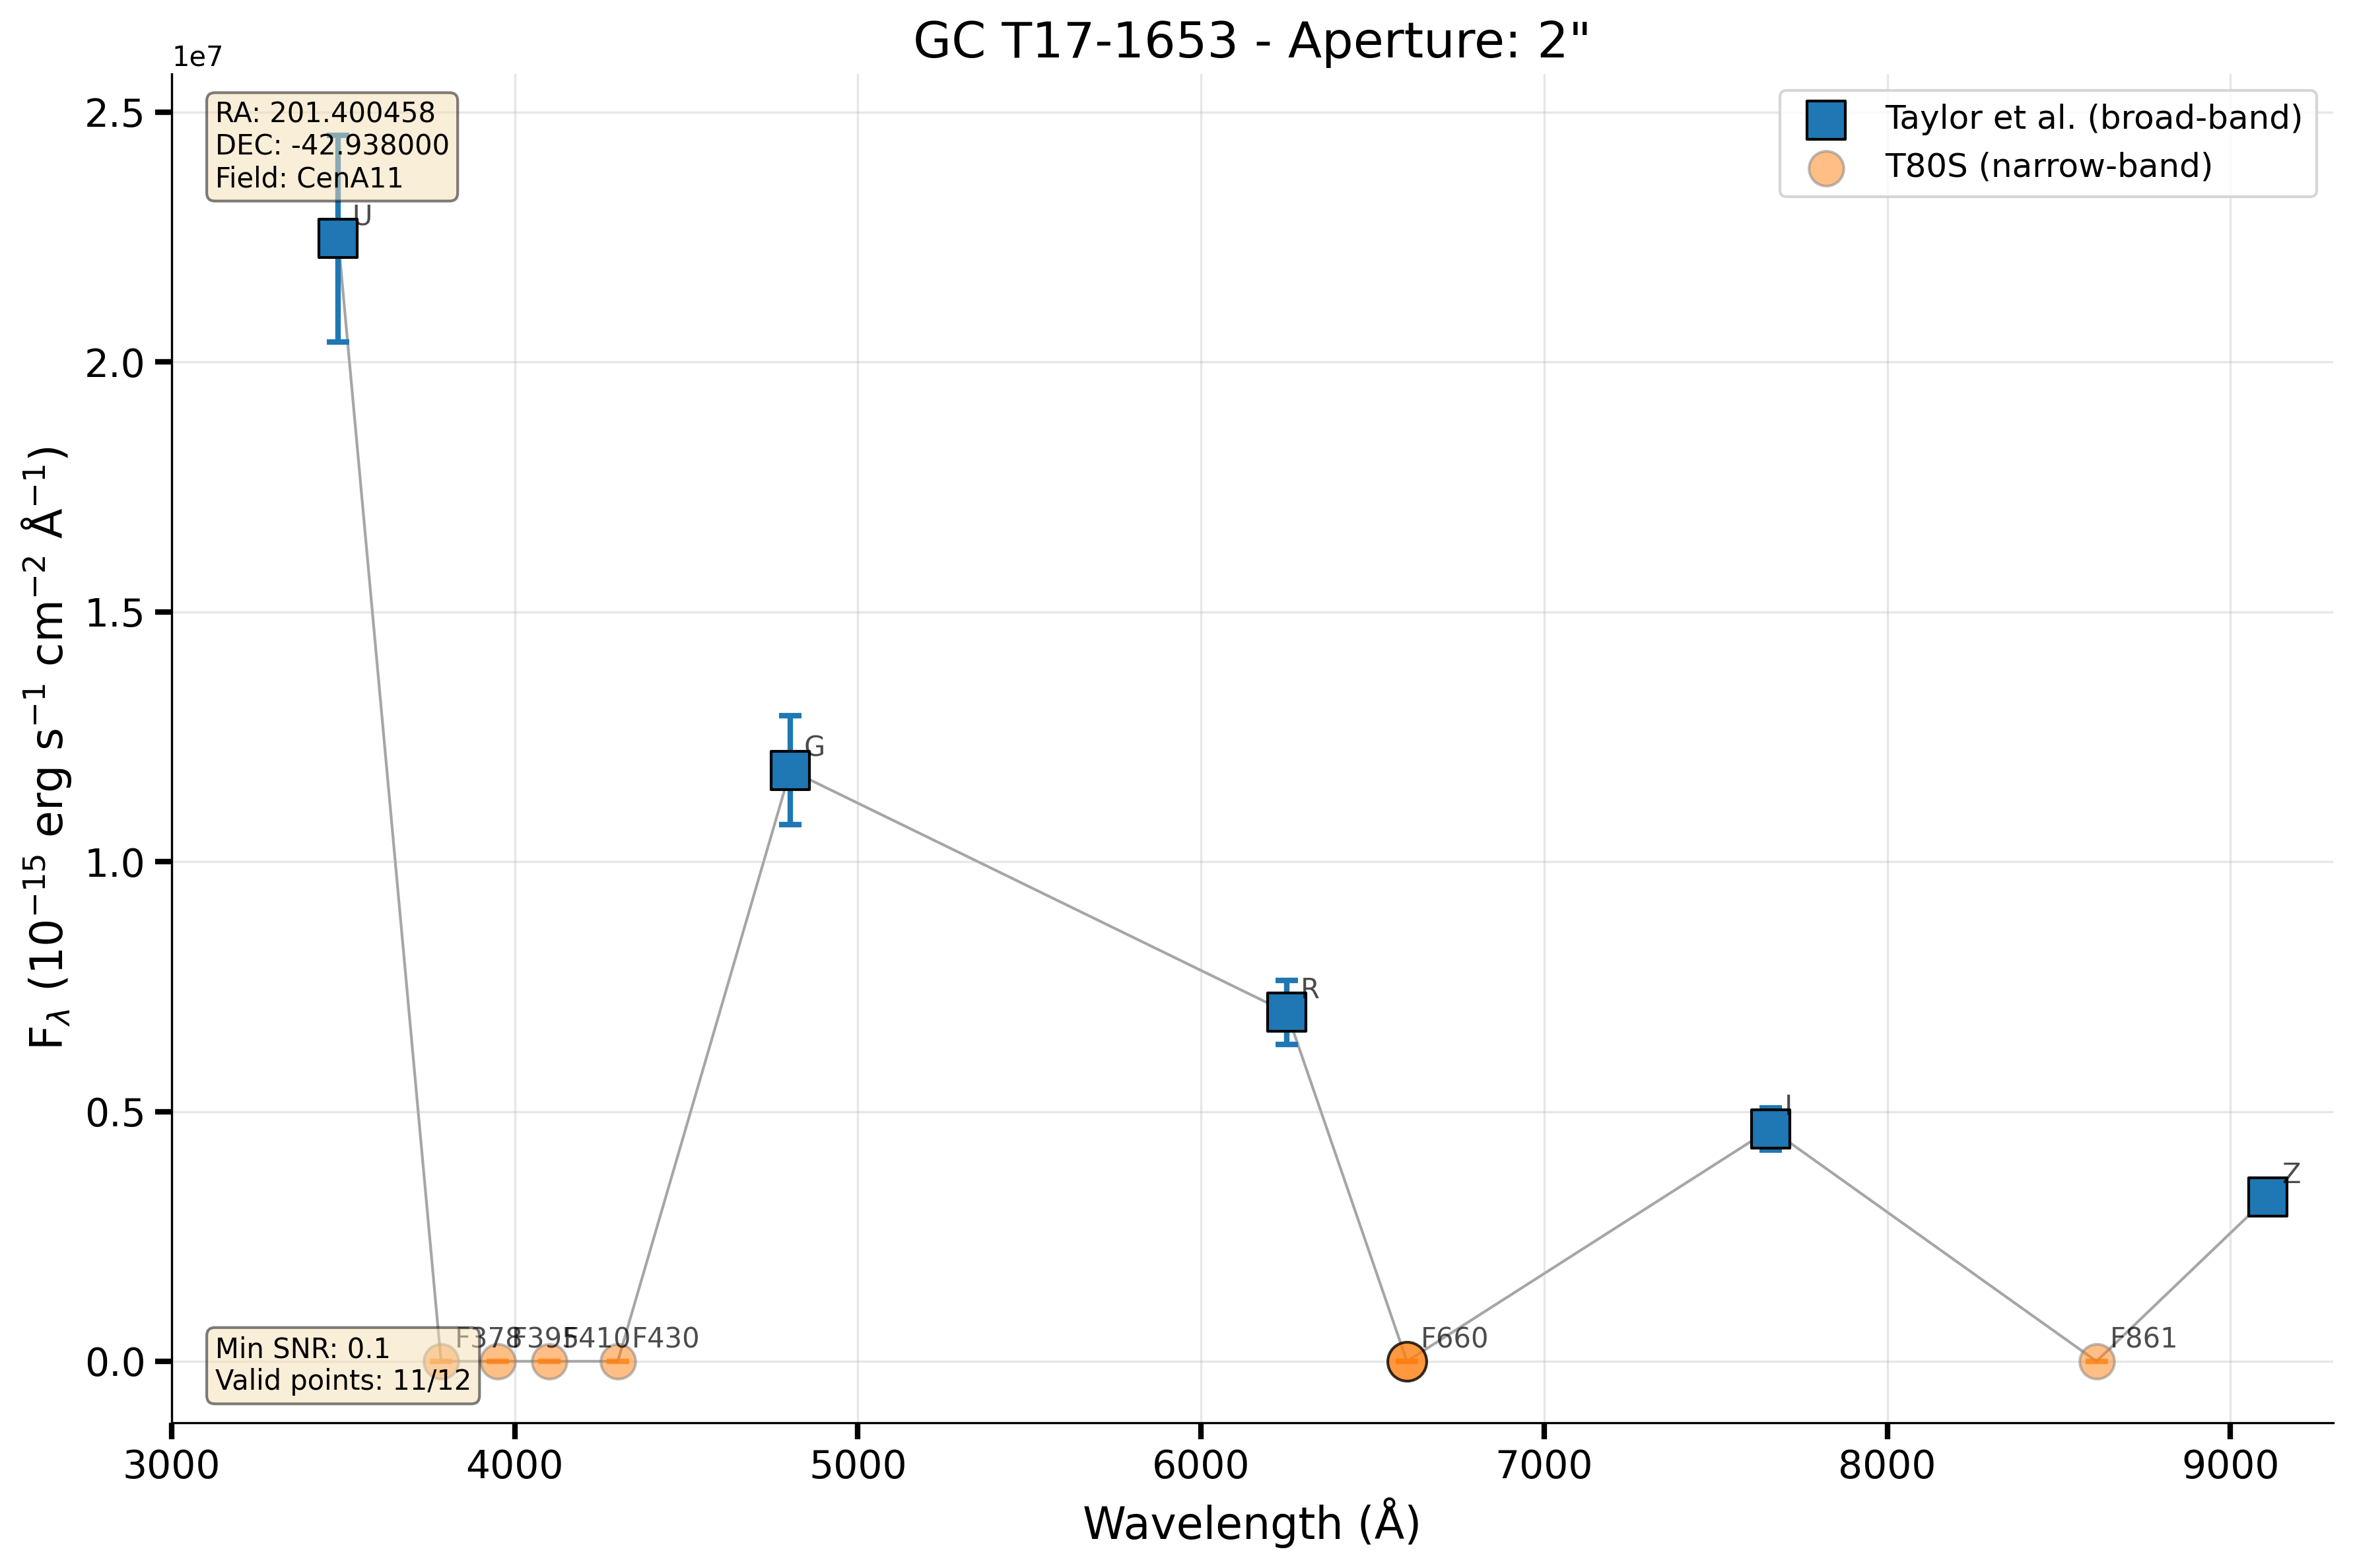 GC T17-1653 - Aperture: 2"
1e7
RA: 201.400458
DEC: -42.938000
Field: CenA11
Taylor et al. (broad-band)
T80S (narrow-band)
2.5
2.0
1.5
1.0
0.5
0.0
F_λ (10⁻¹⁵ erg s⁻¹ cm⁻² Å⁻¹)
U
G
R
I
Z
F378
F395
F410
F430
F660
F861
Min SNR: 0.1
Valid points: 11/12
3000 4000 5000 6000 7000 8000 9000
Wavelength (Å)